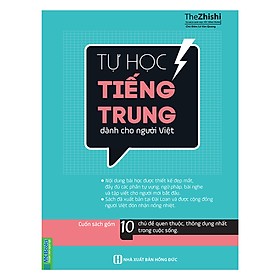 TheZhishi
TỰ HỌC
TIẾNG
TRUNG
dành cho người Việt
• Nội dung bài học được thiết kế đẹp mắt,
đầy đủ các phần tự vựng, ngữ pháp, bài nghe
và tập viết cho người mới bắt đầu.
• Sách đã xuất bản tại Đài Loan và được cộng đồng
người Việt đón nhận nồng nhiệt.
Cuốn sách gồm 10 chủ đề quen thuộc, thông dụng nhất
trong cuộc sống.
MCBooks
NHÀ XUẤT BẢN HỒNG ĐỨC